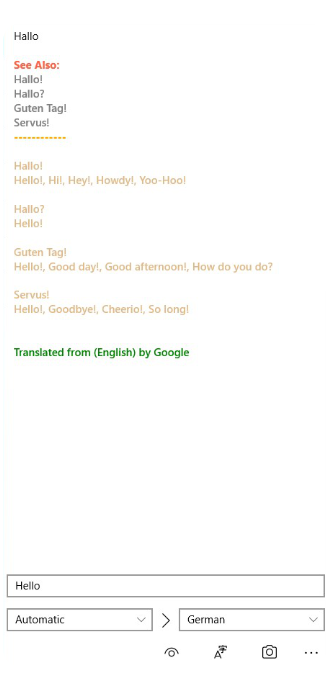 Hallo
See Also:
Hallo!
Hallo?
Guten Tag!
Servus!
------------
Hallo!
Hello!, Hi!, Hey!, Howdy!, Yoo-Hoo!
Hallo?
Hello!
Guten Tag!
Hello!, Good day!, Good afternoon!, How do you do?
Servus!
Hello!, Goodbye!, Cheerio!, So long!
Translated from (English) by Google
Hello
Automatic > German